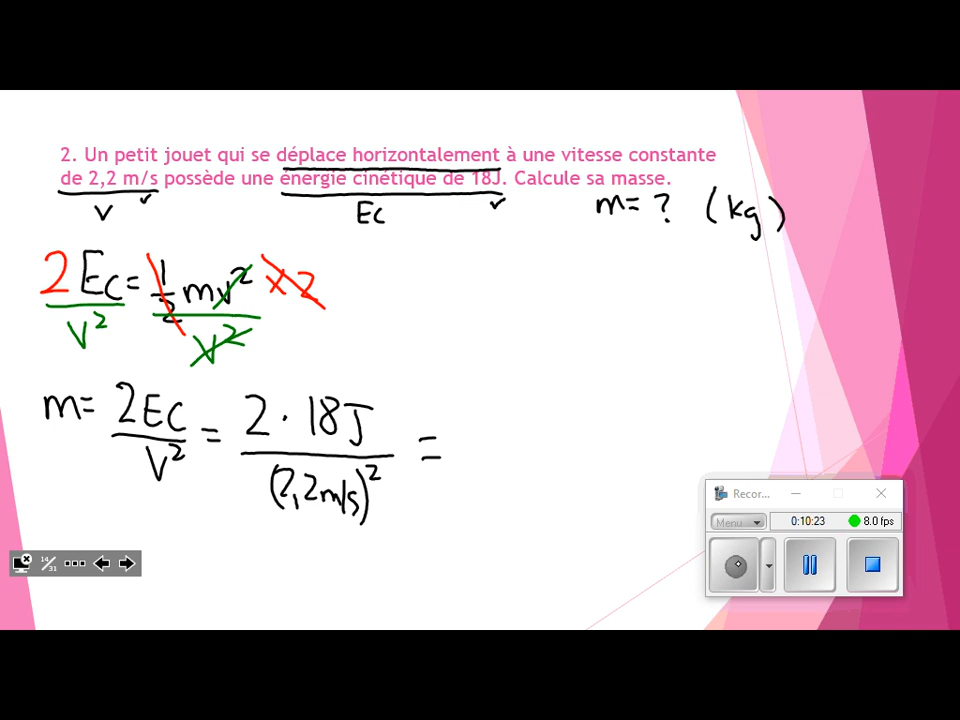 2. Un petit jouet qui se déplace horizontalement à une vitesse constante
de 2,2 m/s possède une énergie cinétique de 18J. Calcule sa masse.
v Ec m= ? (kg)
2 Ec = 1/2 mv² x2
v² v²
m= 2Ec/v² = 2 · 18J/(2,2m/s)² =
Recor...
Menu 0:10:23 8.0 fps
14/31